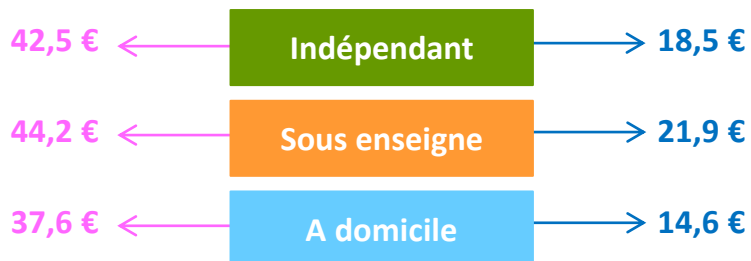 42,5 € Indépendant 18,5 €
44,2 € Sous enseigne 21,9 €
37,6 € A domicile 14,6 €